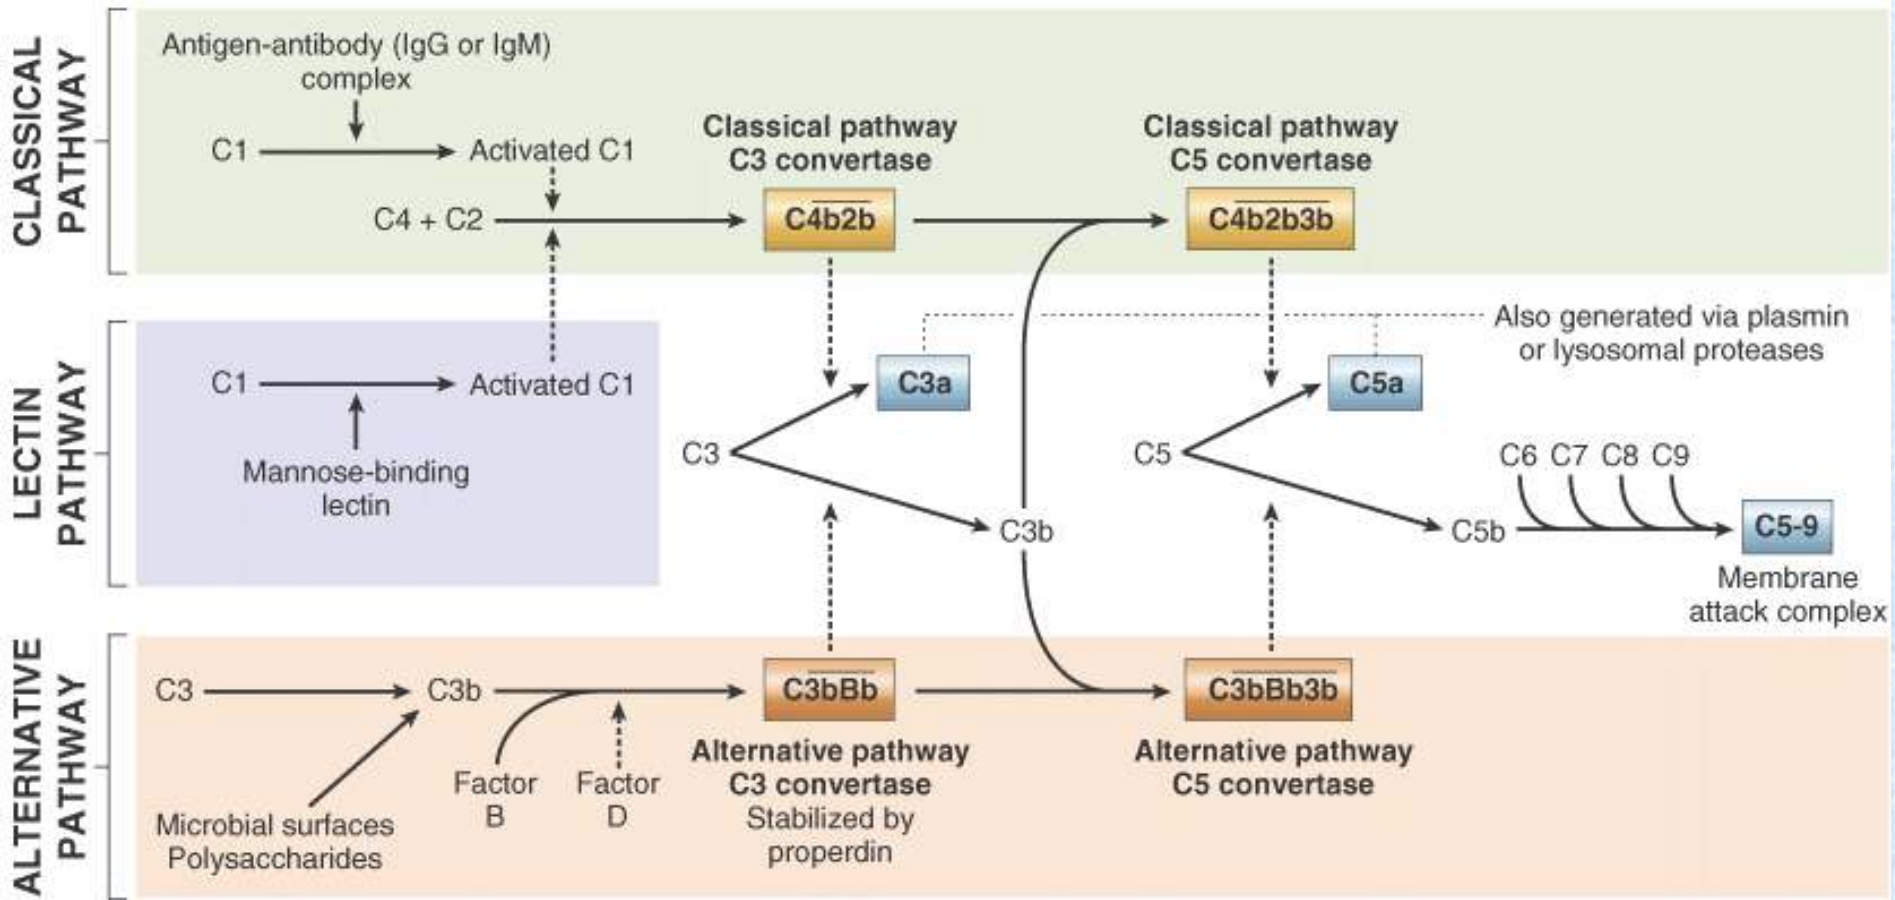 CLASSICAL
PATHWAY
Antigen-antibody (IgG or IgM)
complex
C1
Activated C1
C4 + C2
Classical pathway
C3 convertase
C4b2b
Classical pathway
C5 convertase
C4b2b3b
LECTIN
PATHWAY
C1
Activated C1
Mannose-binding
lectin
C3
C3a
C3b
C5
C5a
C5b
Also generated via plasmin
or lysosomal proteases
C6 C7 C8 C9
C5-9
Membrane
attack complex
ALTERNATIVE
PATHWAY
C3
C3b
Microbial surfaces
Polysaccharides
Factor
B
Factor
D
C3bBb
Alternative pathway
C3 convertase
Stabilized by
properdin
C3bBb3b
Alternative pathway
C5 convertase